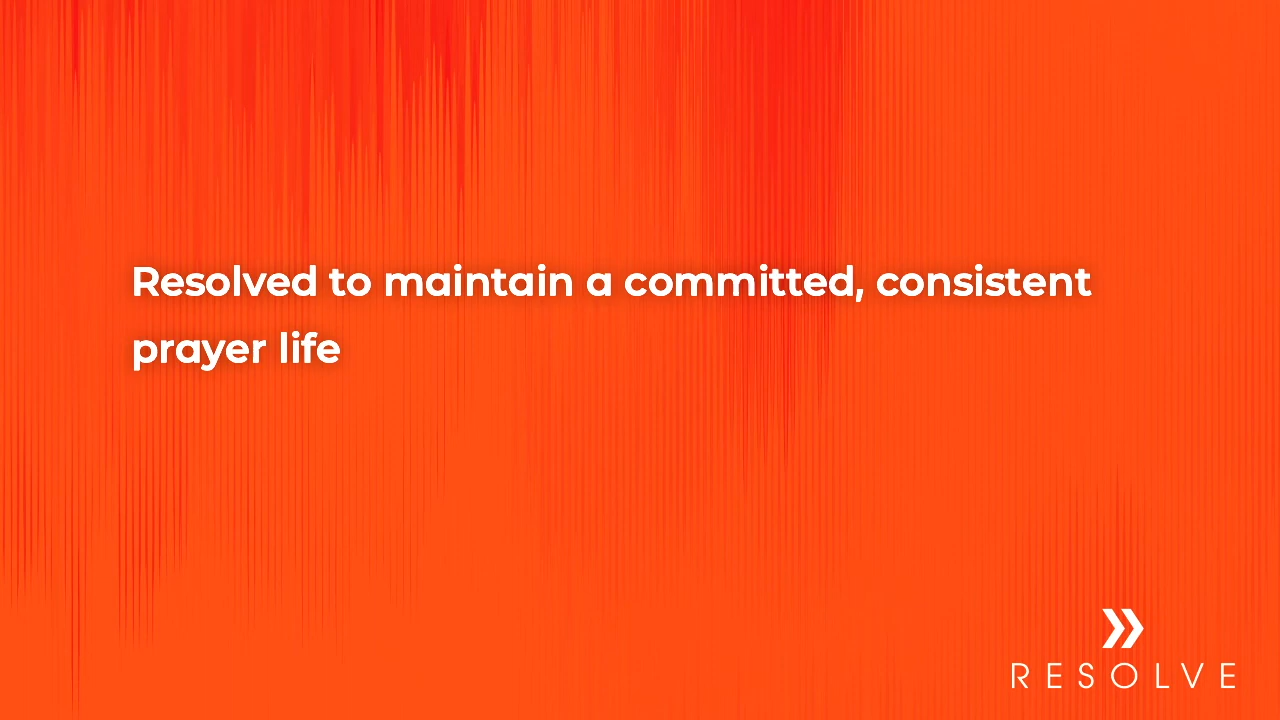 Resolved to maintain a committed, consistent
prayer life
RESOLVE